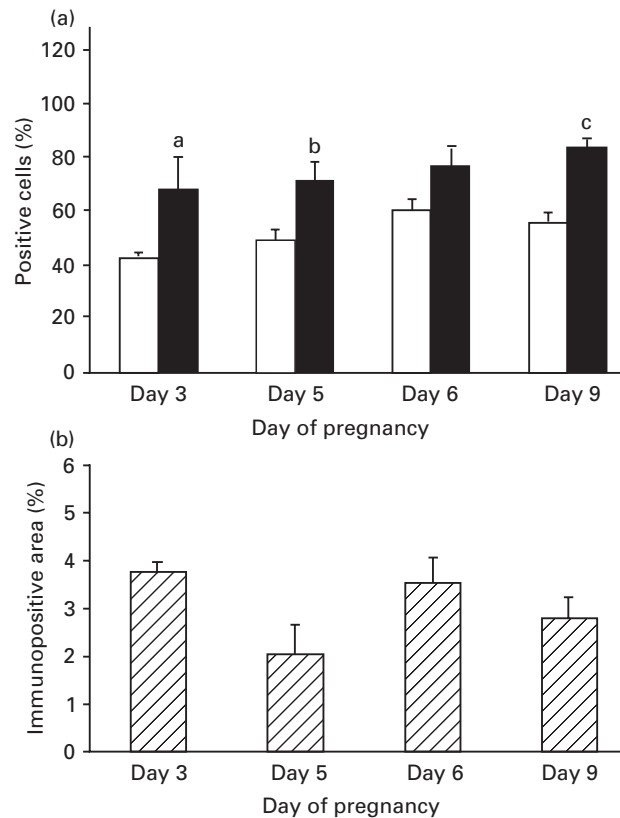 (a)
120
100
80
60
40
20
0
Positive cells (%)
a
b
c
Day 3 Day 5 Day 6 Day 9
Day of pregnancy
(b)
6
5
4
3
2
1
0
Immunopositive area (%)
Day 3 Day 5 Day 6 Day 9
Day of pregnancy